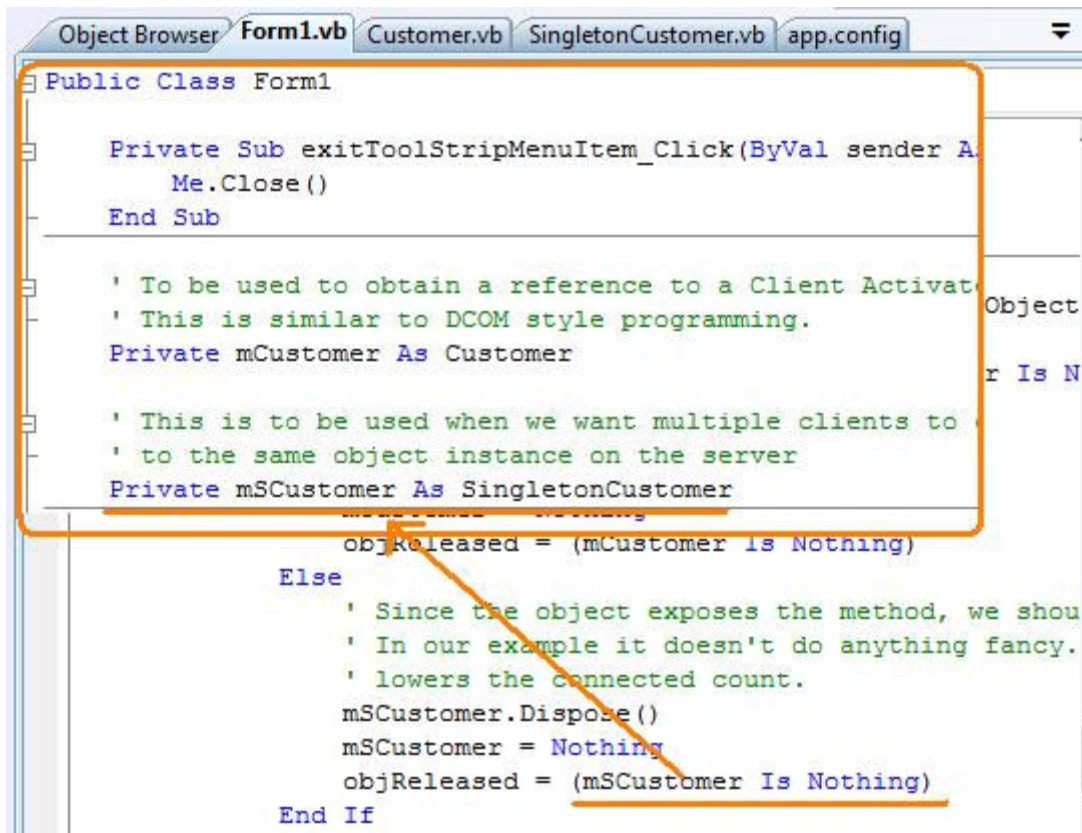 Object Browser Form1.vb Customer.vb SingletonCustomer.vb app.config
Public Class Form1
Private Sub exitToolStripMenuItem_Click(ByVal sender A
Me.Close()
End Sub
' To be used to obtain a reference to a Client Activate
' This is similar to DCOM style programming.
Object
Private mCustomer As Customer
r Is N
' This is to be used when we want multiple clients to
' to the same object instance on the server
Private mSCustomer As SingletonCustomer
objReleased = (mCustomer Is Nothing)
Else
' Since the object exposes the method, we shou
' In our example it doesn't do anything fancy.
' lowers the connected count.
mSCustomer.Dispose()
mSCustomer = Nothing
objReleased = (mSCustomer Is Nothing)
End If